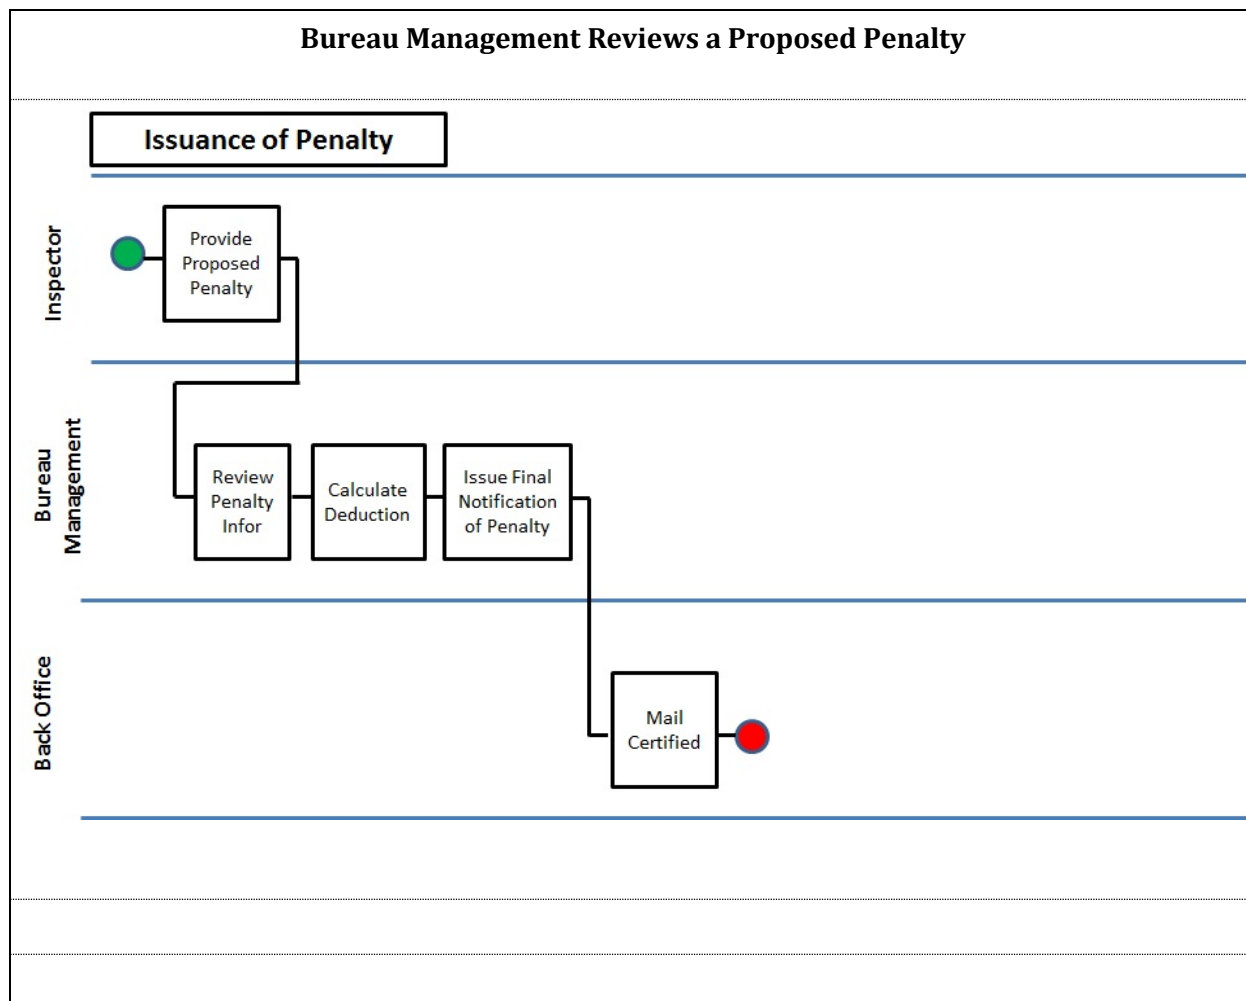 Bureau Management Reviews a Proposed Penalty
Issuance of Penalty
Inspector
Provide
Proposed
Penalty
Bureau
Management
Review
Penalty
Infor
Calculate
Deduction
Issue Final
Notification
of Penalty
Back Office
Mail
Certified